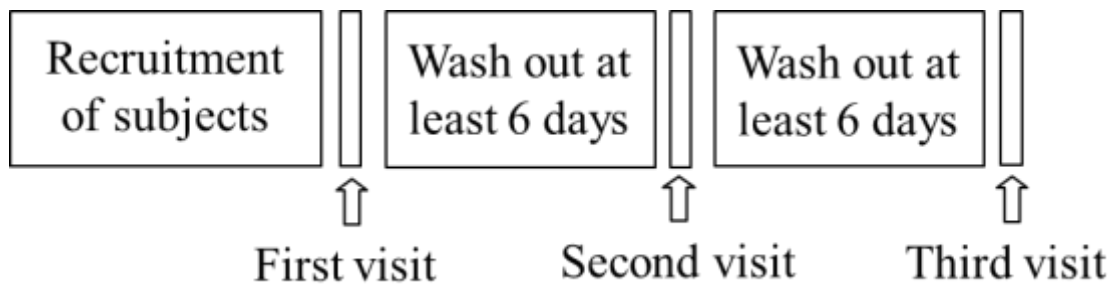 Recruitment
of subjects
Wash out at
least 6 days
Wash out at
least 6 days
First visit
Second visit
Third visit